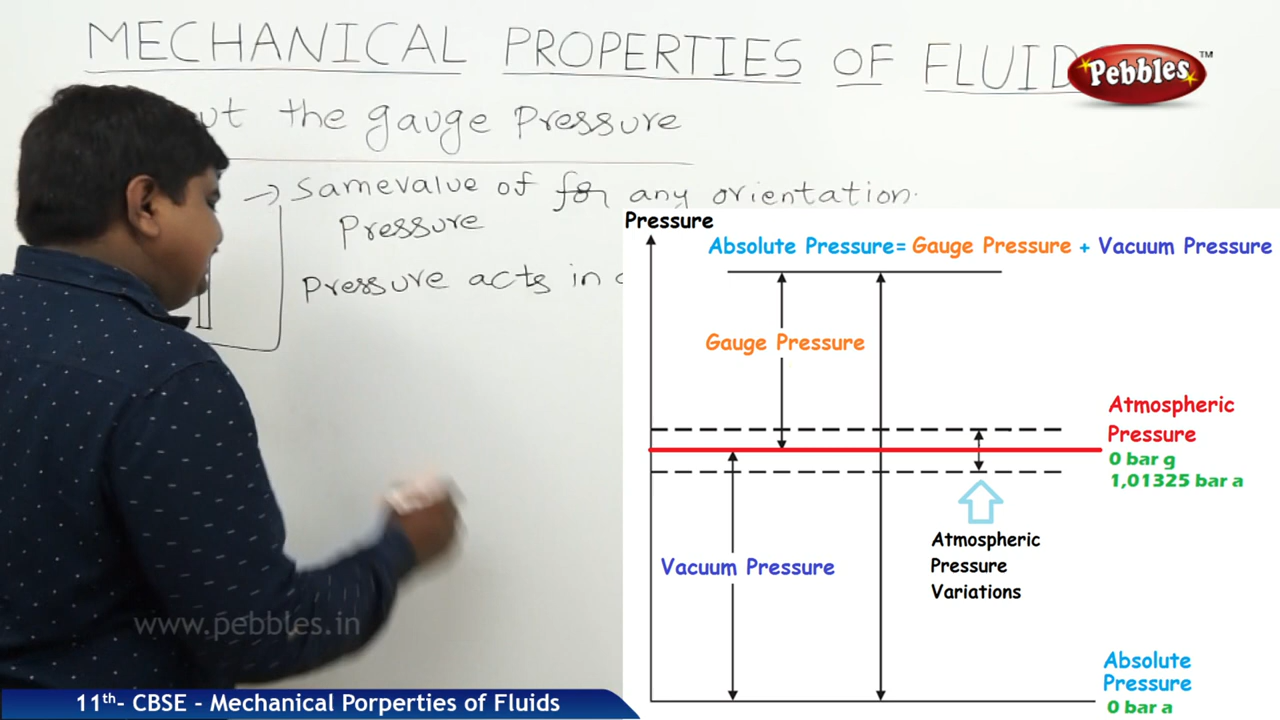 MECHANICAL PROPERTIES OF FLUID
Pebbles™
the gauge Pressure
→ Samevalue of for any orientation.
Pressure
Pressure acts in
Pressure
Absolute Pressure= Gauge Pressure + Vacuum Pressure
Gauge Pressure
Atmospheric
Pressure
0 bar g
1,01325 bar a
Atmospheric
Pressure
Variations
Vacuum Pressure
Absolute
Pressure
0 bar a
www.pebbles.in
11th- CBSE - Mechanical Porperties of Fluids